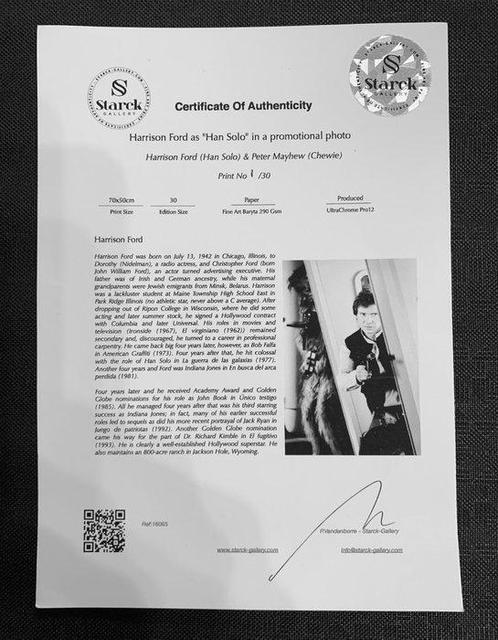 STARCK-GALLERY.COM
S
Starck
GALLERY
S
Starck
GALLERY
Certificate Of Authenticity
Harrison Ford as "Han Solo" in a promotional photo
Harrison Ford (Han Solo) & Peter Mayhew (Chewie)
Print No 1 /30
70x50cm 30 Paper Produced
Print Size Edition Size Fine Art Baryta 290 Gsm UltraChrome Pro12
Harrison Ford
Harrison Ford was born on July 13, 1942 in Chicago, Illinois, to
Dorothy (Nidelman), a radio actress, and Christopher Ford (born
John William Ford), an actor turned advertising executive. His
father was of Irish and German ancestry, while his maternal
grandparents were Jewish emigrants from Minsk, Belarus. Harrison
was a lackluster student at Maine Township High School East in
Park Ridge Illinois (no athletic star, never above a C average). After
dropping out of Ripon College in Wisconsin, where he did some
acting and later summer stock, he signed a Hollywood contract
with Columbia and later Universal. His roles in movies and
television (Ironside (1967), El virginiano (1962)) remained
secondary and, discouraged, he turned to a career in professional
carpentry. He came back big four years later, however, as Bob Falfa
in American Graffiti (1973). Four years after that, he hit colossal
with the role of Han Solo in La guerra de las galaxias (1977).
Another four years and Ford was Indiana Jones in En busca del arca
perdida (1981).
Four years later and he received Academy Award and Golden
Globe nominations for his role as John Book in Único testigo
(1985). All he managed four years after that was his third starring
success as Indiana Jones; in fact, many of his earlier successful
roles led to sequels as did his more recent portrayal of Jack Ryan in
Juego de patriotas (1992). Another Golden Globe nomination
came his way for the part of Dr. Richard Kimble in El fugitivo
(1993). He is clearly a well-established Hollywood superstar. He
also maintains an 800-acre ranch in Jackson Hole, Wyoming.
Ref:16065
P.Vandenborre - Starck-Gallery
www.starck-gallery.com info@starck-gallery.com